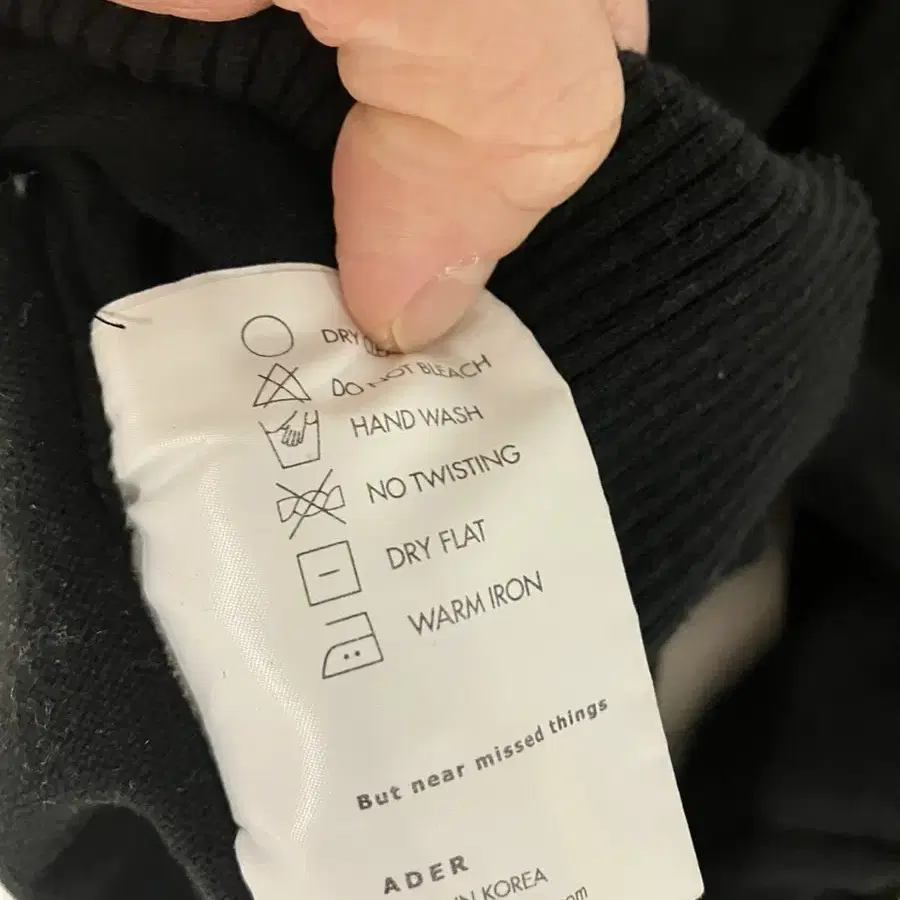 DRY
DO NOT BLEACH
HAND WASH
NO TWISTING
DRY FLAT
WARM IRON
But near missed things
ADER
IN KOREA